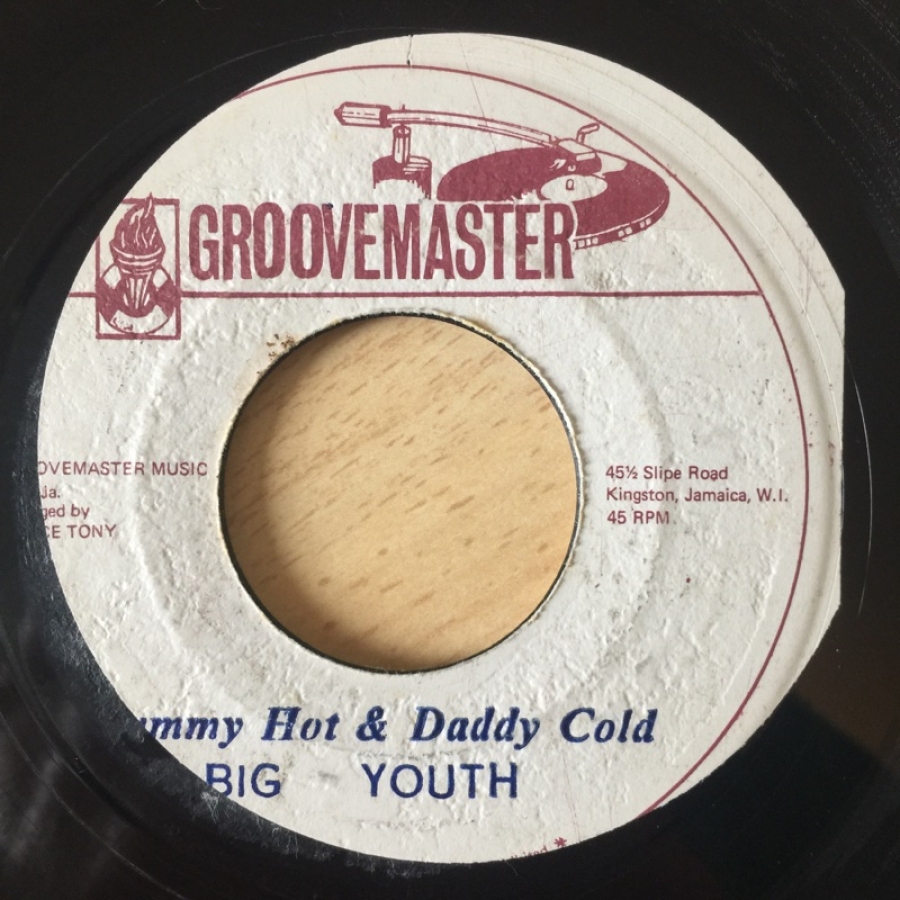 GROOVEMASTER
OVEMASTER MUSIC
Ja.
ged by
CE TONY
45½ Slipe Road
Kingston, Jamaica, W.I.
45 RPM
ummy Hot & Daddy Cold
BIG YOUTH